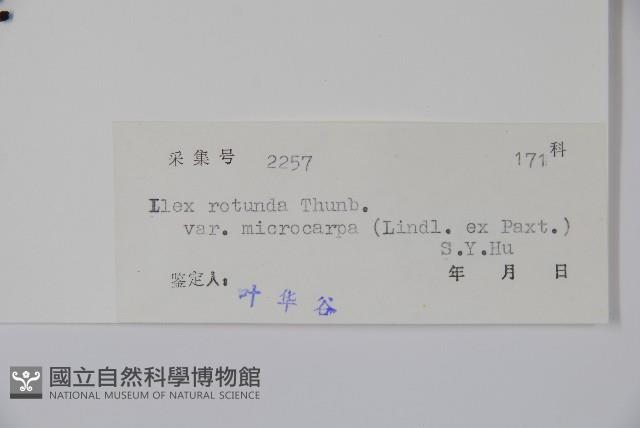 采集号 2257 171科
Ilex rotunda Thunb.
var. microcarpa (Lindl. ex Paxt.)
S.Y.Hu
鉴定人: 年 月 日
叶华谷
國立自然科學博物館
NATIONAL MUSEUM OF NATURAL SCIENCE